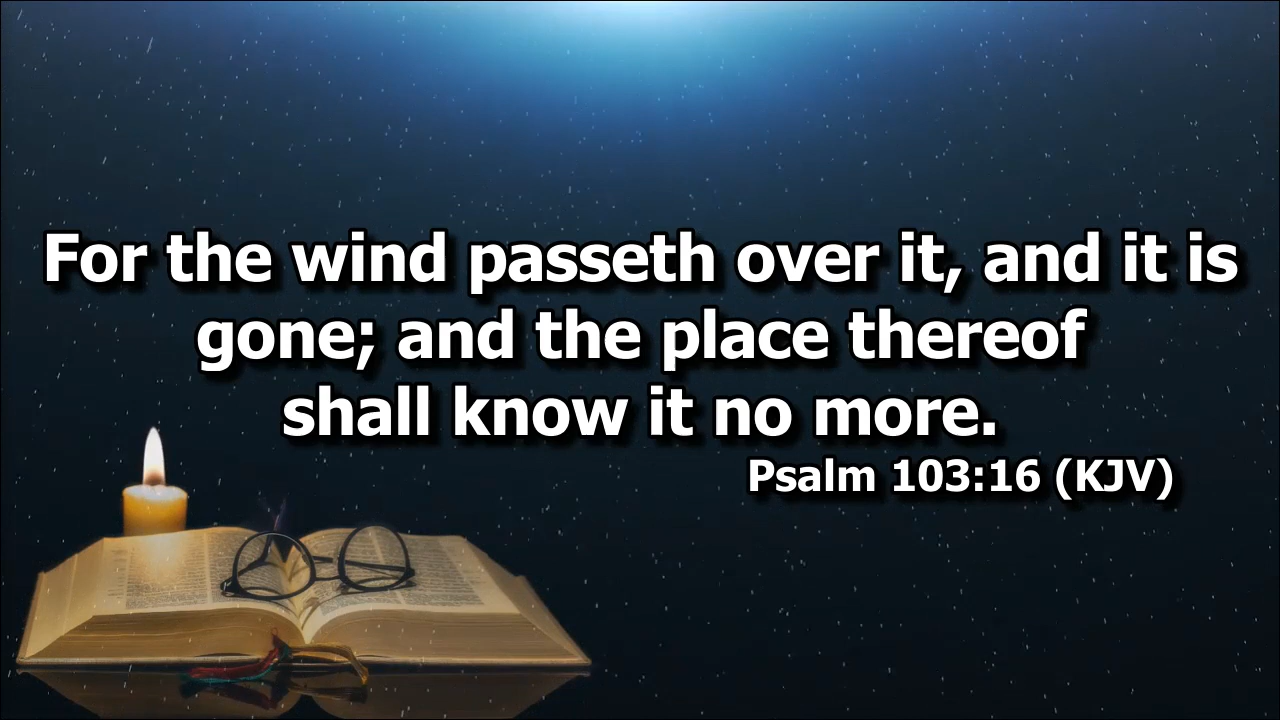 For the wind passeth over it, and it is
gone; and the place thereof
shall know it no more.
Psalm 103:16 (KJV)